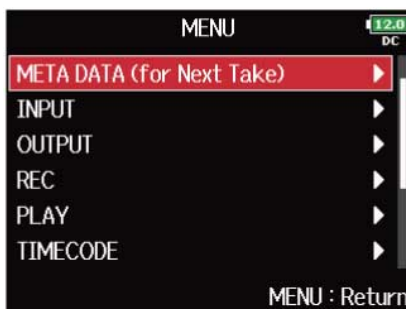 MENU
12.0
DC
META DATA (for Next Take)
INPUT
OUTPUT
REC
PLAY
TIMECODE
MENU : Return